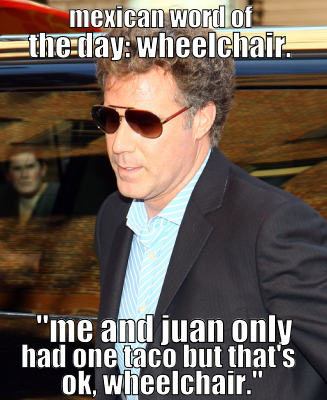 mexican word of
the day: wheelchair.
"me and juan only
had one taco but that's
ok, wheelchair."